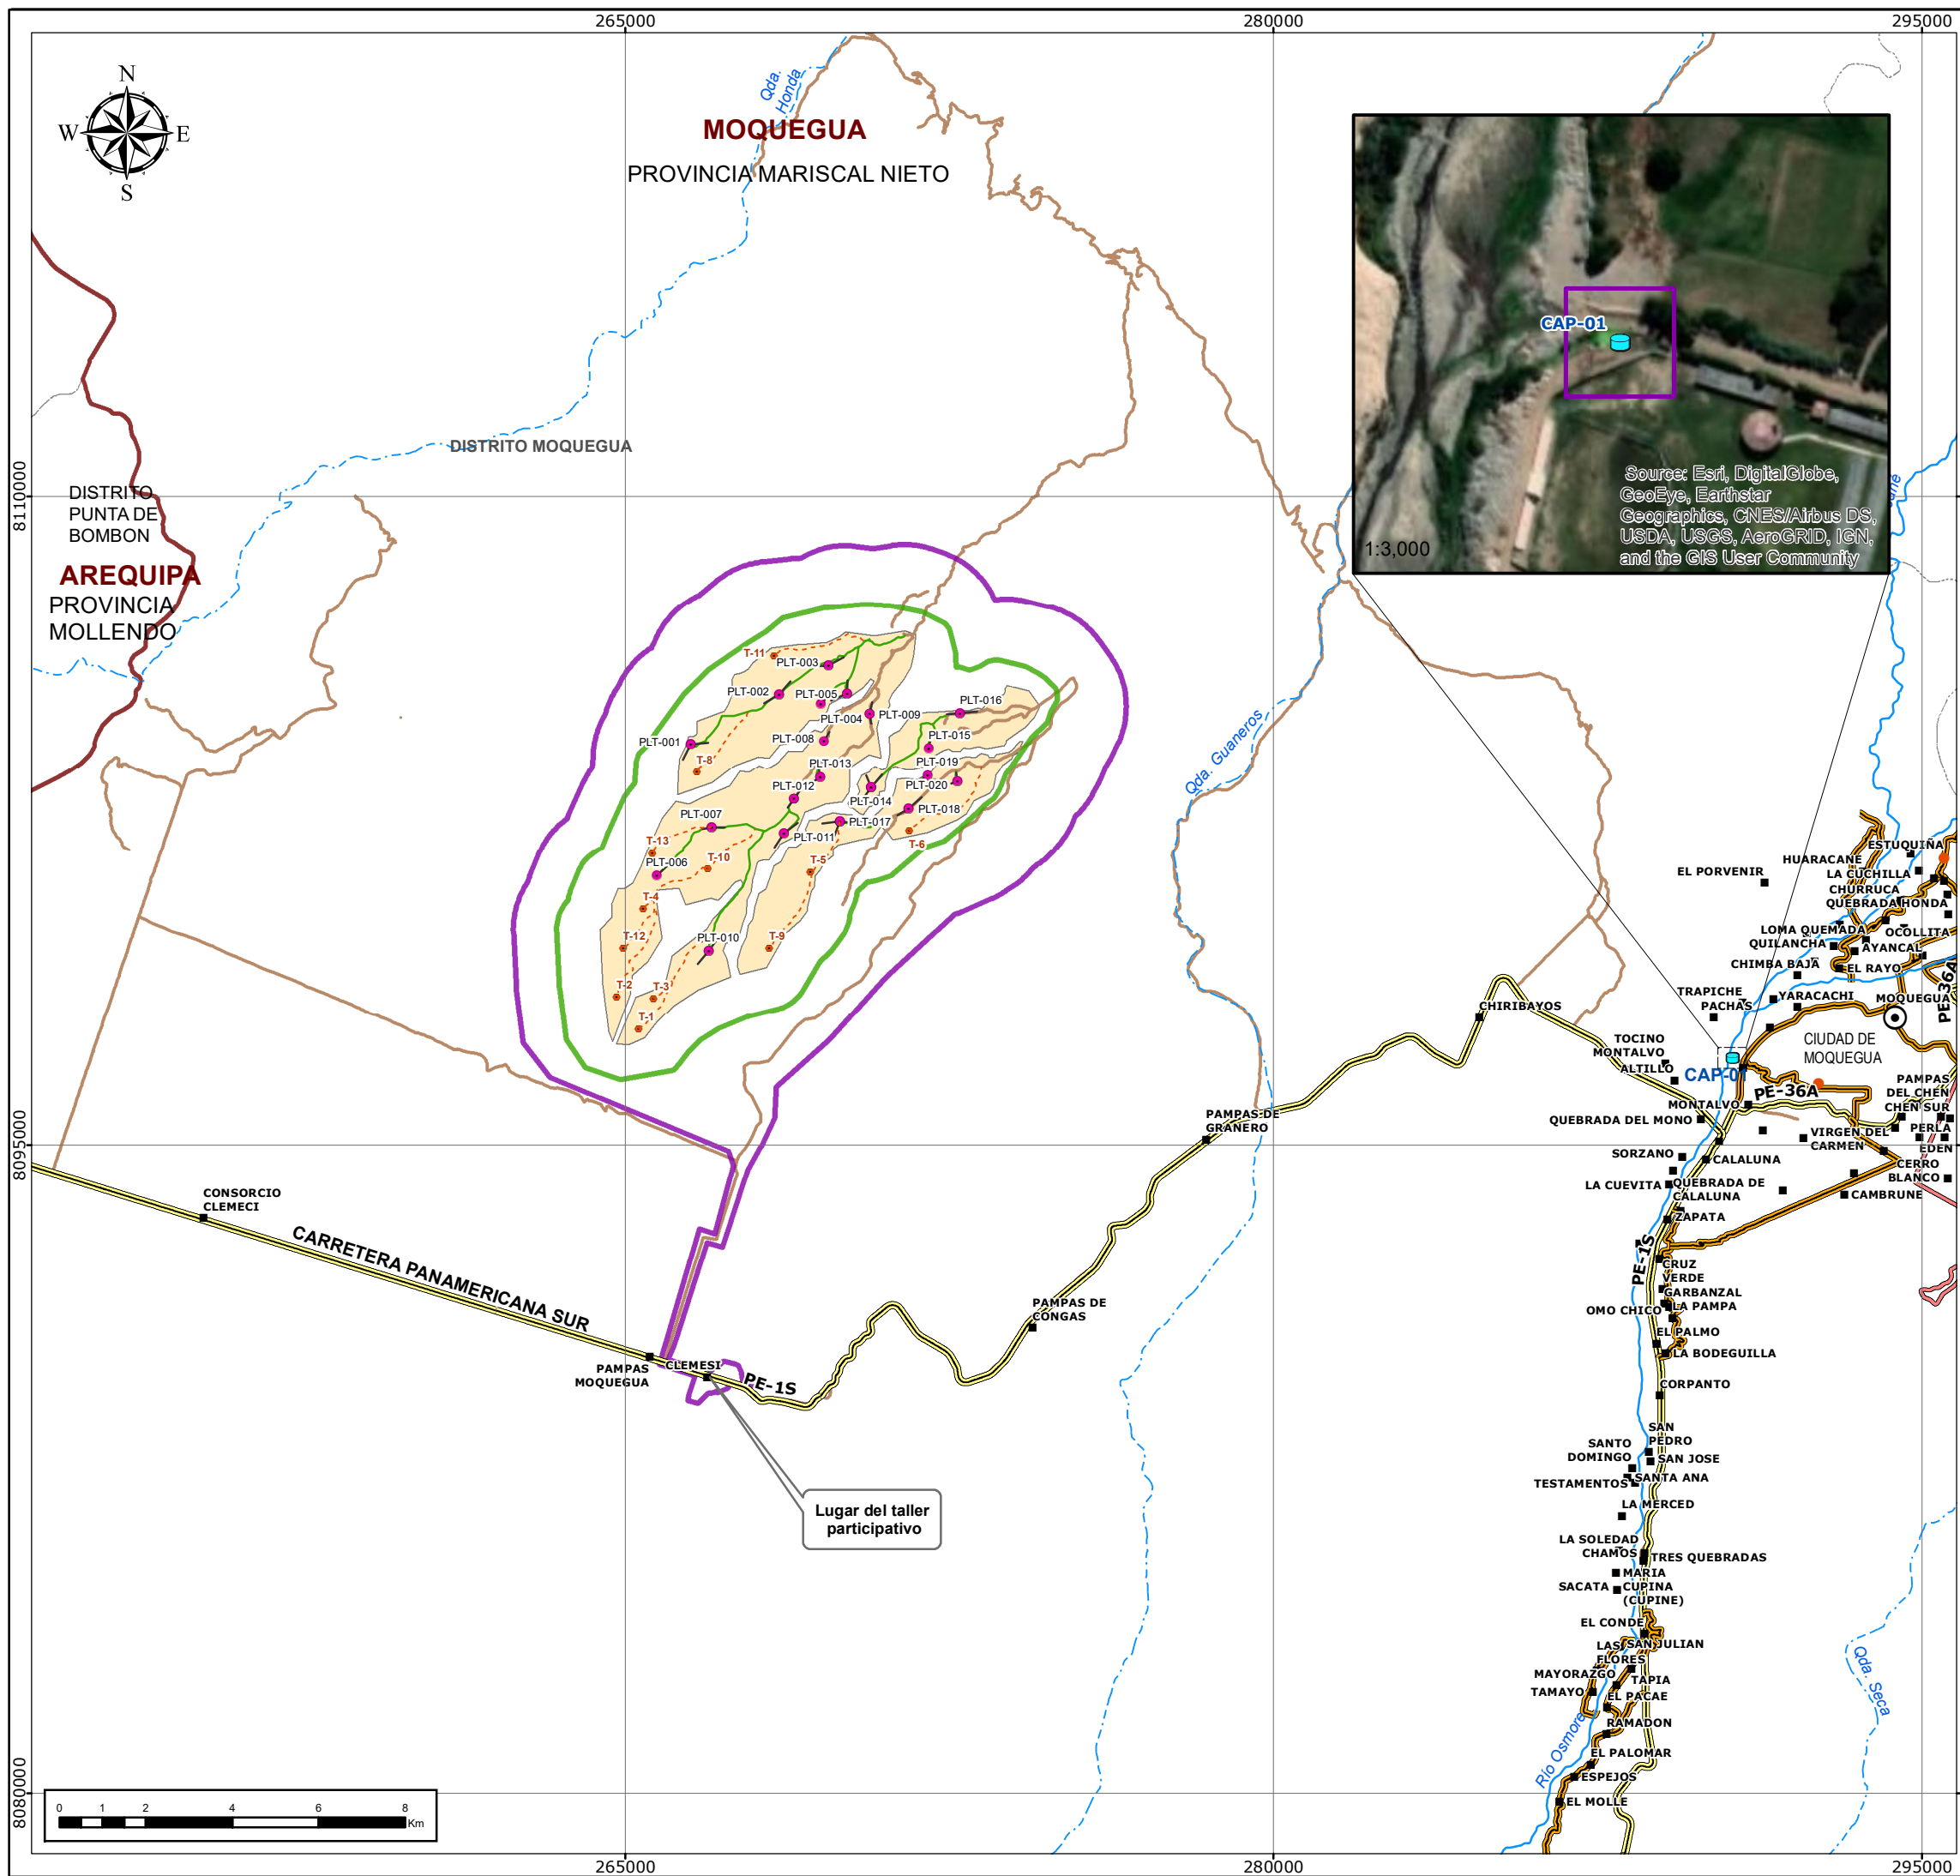 265000
280000
295000
N
W
E
S
Qda.
Honda
MOQUEGUA
PROVINCIA MARISCAL NIETO
CAP-01
Source: Esri, DigitalGlobe,
GeoEye, Earthstar
Geographics, CNES/Airbus DS,
USDA, USGS, AeroGRID, IGN,
and the GIS User Community
1:3,000
DISTRITO MOQUEGUA
8110000
DISTRITO
PUNTA DE
BOMBON
AREQUIPA
PROVINCIA
MOLLENDO
T-11
PLT-003
PLT-002
PLT-005
PLT-016
PLT-004
PLT-009
PLT-001
PLT-008
PLT-015
T-8
PLT-013
PLT-019
PLT-012
PLT-020
PLT-014
PLT-018
PLT-007
PLT-017
PLT-011
T-13
T-6
PLT-006
T-10
T-5
T-4
T-12
PLT-010
T-9
T-2
T-3
T-1
Qda. Guaneros
ESTUQUIÑA
HUARACANE
EL PORVENIR
LA CUCHILLA
CHURRUCA
QUEBRADA HONDA
LOMA QUEMADA
OCOLLITA
QUILANCHA
AYANCAL
CHIMBA BAJA
EL RAYO
PE-36A
TRAPICHE
YARACACHI
MOQUEGUA
PACHAS
CHIRIBAYOS
CIUDAD DE
MOQUEGUA
TOCINO
MONTALVO
ALTILLO
CAP-01
PE-36A
PAMPAS
DEL CHEN
CHEN SUR
MONTALVO
QUEBRADA DEL MONO
PAMPAS DE
GRANERO
VIRGEN DEL
CARMEN
PERLA
EDEN
8095000
SORZANO
CALALUNA
CERRO
BLANCO
LA CUEVITA
QUEBRADA DE
CALALUNA
CAMBRUNE
CONSORCIO
CLEMECI
ZAPATA
CARRETERA PANAMERICANA SUR
PE-1S
CRUZ
VERDE
GARBANZAL
OMO CHICO
LA PAMPA
PAMPAS DE
CONGAS
EL PALMO
LA BODEGUILLA
PAMPAS
MOQUEGUA
CLEMESI
PE-1S
CORPANTO
SAN
PEDRO
SANTO
DOMINGO
SAN JOSE
TESTAMENTOS
SANTA ANA
Lugar del taller
participativo
LA MERCED
LA SOLEDAD
CHAMOS
TRES QUEBRADAS
MARIA
CUPINA
(CUPINE)
SACATA
EL CONDE
LAS
FLORES
SAN JULIAN
MAYORAZGO
TAPIA
TAMAYO
EL PACAE
RAMADON
Qda. Seca
Río Osmore
EL PALOMAR
ESPEJOS
EL MOLLE
8080000
0 1 2 4 6 8
Km
265000
280000
295000